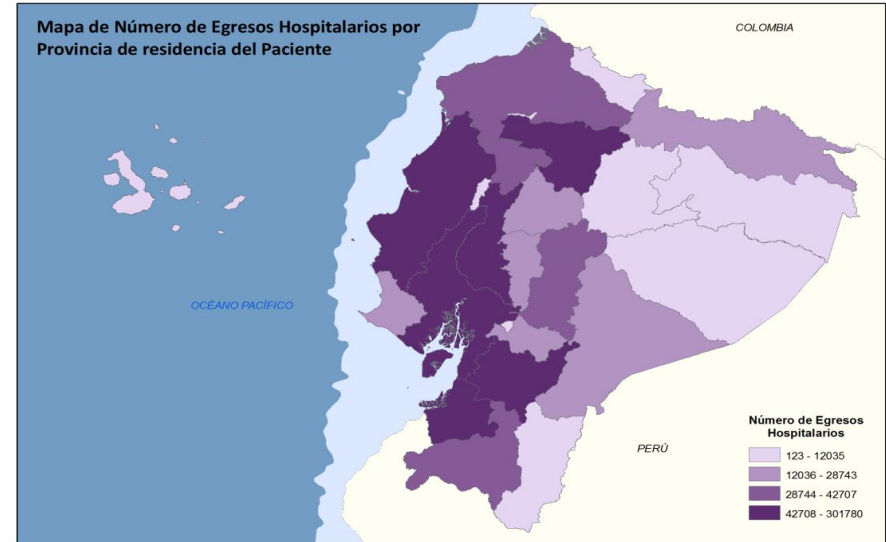 Mapa de Número de Egresos Hospitalarios por
Provincia de residencia del Paciente
COLOMBIA
OCÉANO PACÍFICO
PERÚ
Número de Egresos
Hospitalarios
123 - 12035
12036 - 28743
28744 - 42707
42708 - 301780